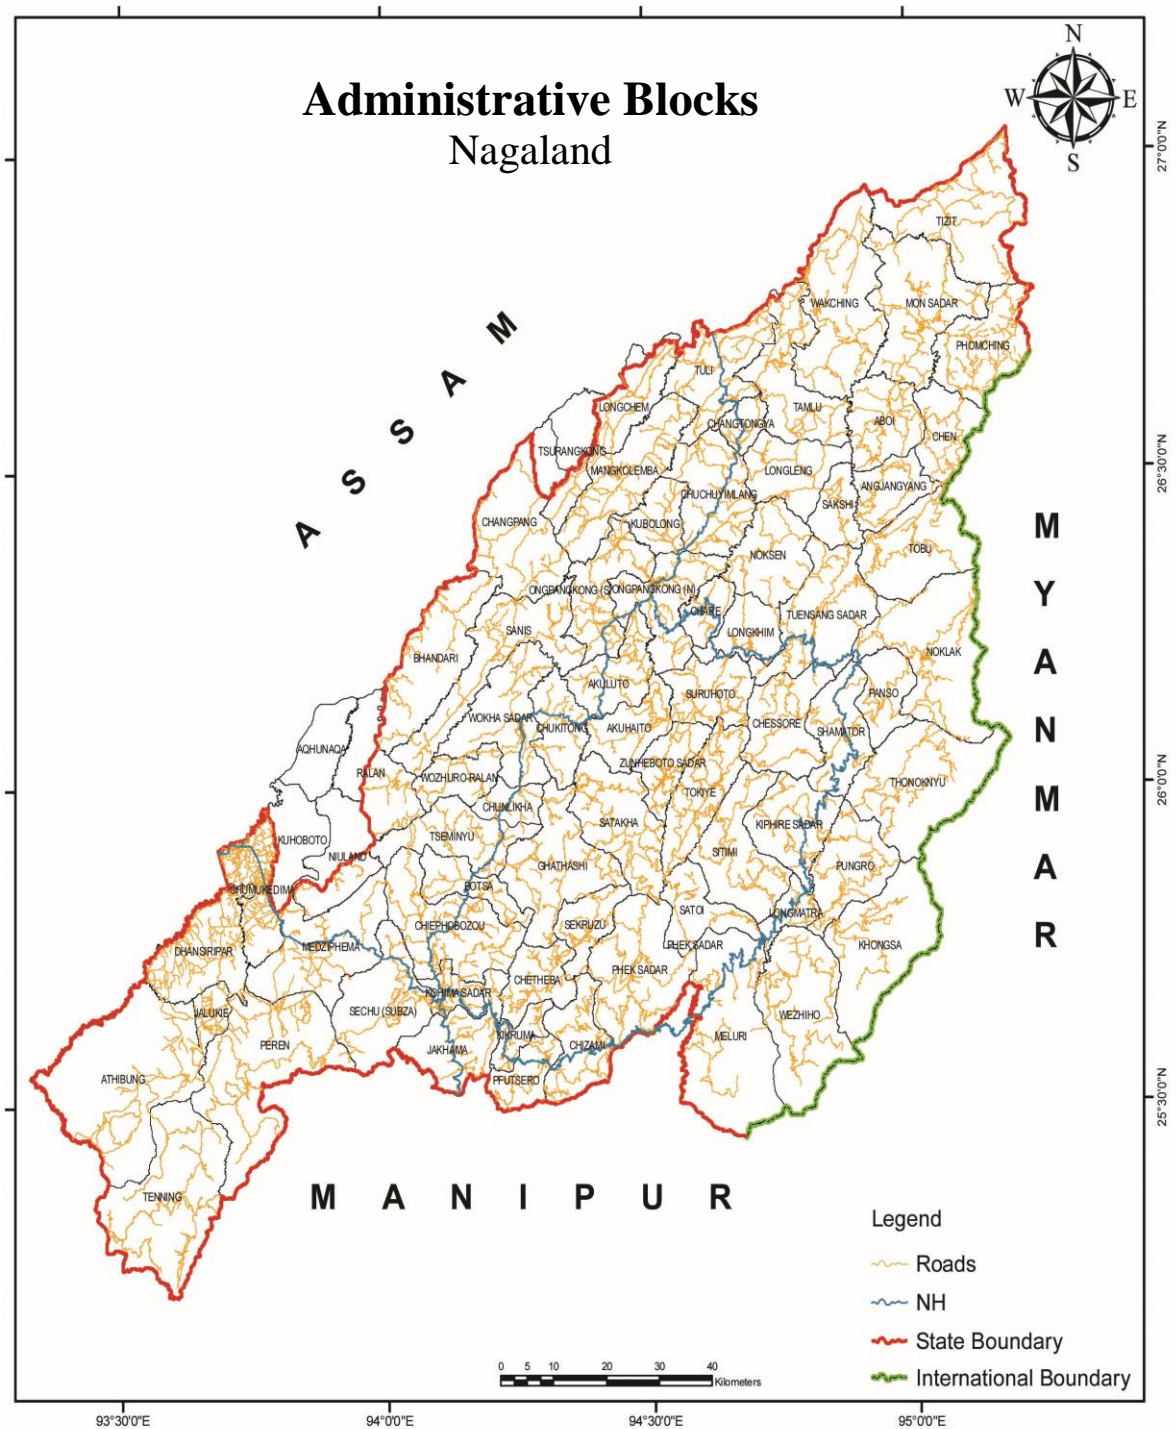 Administrative Blocks
Nagaland
N
W E
S
27°0'0"N
TIZIT
WAKCHING
MON SADAR
PHOMCHING
A S S A M
TULI
LONGCHEM
TAMLU
CHANGTONGYA
ABOI
CHEN
TSURANGKONG
MANGKOLEMBA
LONGLENG
ANGJANGYANG
CHUCHUYIMLANG
SAKSHI
CHANGPANG
KUBOLONG
NOKSEN
TOBU
ONGPANGKONG (S)
ONGPANGKONG (N)
CHARE
TUENSANG SADAR
SANIS
LONGKHIM
BHANDARI
NOKLAK
AKULUTO
SURUHOTO
PANSO
WOKHA SADAR
CHUKITONG
AKUHAITO
CHESSORE
SHAMATOR
AQHUNAQA
ZUNHEBOTO SADAR
RALAN
WOZHURO-RALAN
THONOKNYU
TOKIYE
CHUNLIKHA
SATAKHA
KIPHIRE SADAR
TSEMINYU
KUHOBOTO
SITIMI
NIULAND
GHATHASHI
PUNGRO
CHUMUKEDIMA
BOTSA
SATOI
LONGMATRA
CHIEPHOBOZOU
SEKRUZU
MEDZIPHEMA
PHEK SADAR
KHONGSA
DHANSIRIPAR
PHEK SADAR
CHETHEBA
KOHIMA SADAR
JALUKIE
SECHU (SUBZA)
WEZHIHO
KIKRUMA
MELURI
PEREN
JAKHAMA
CHIZAMI
ATHIBUNG
PFUTSERO
TENNING
M Y A N M A R
M A N I P U R
26°30'0"N
26°0'0"N
25°30'0"N
Legend
Roads
NH
State Boundary
International Boundary
0 5 10 20 30 40
Kilometers
93°30'0"E 94°0'0"E 94°30'0"E 95°0'0"E